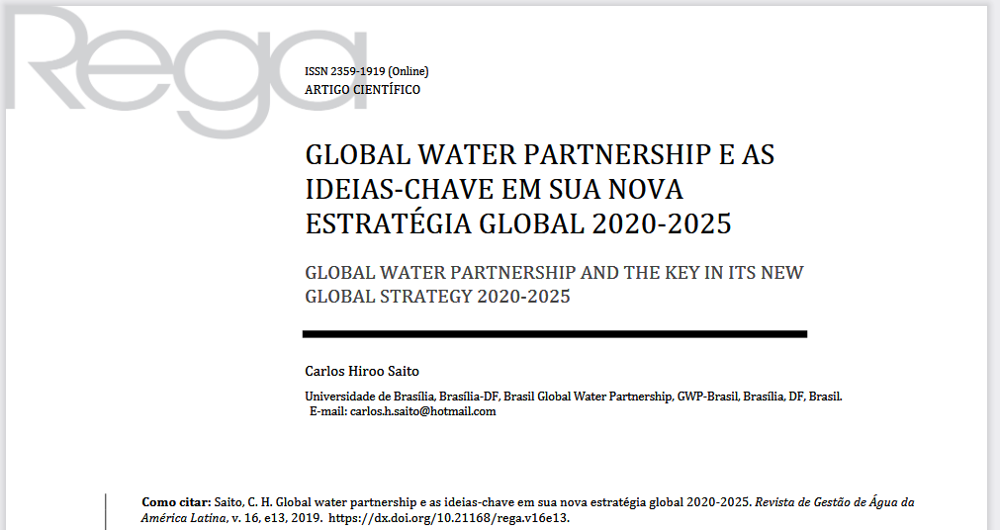 Rega
ISSN 2359-1919 (Online)
ARTIGO CIENTÍFICO
GLOBAL WATER PARTNERSHIP E AS
IDEIAS-CHAVE EM SUA NOVA
ESTRATÉGIA GLOBAL 2020-2025
GLOBAL WATER PARTNERSHIP AND THE KEY IN ITS NEW
GLOBAL STRATEGY 2020-2025
Carlos Hiroo Saito
Universidade de Brasília, Brasília-DF, Brasil Global Water Partnership, GWP-Brasil, Brasília, DF, Brasil.
E-mail: carlos.h.saito@hotmail.com
Como citar: Saito, C. H. Global water partnership e as ideias-chave em sua nova estratégia global 2020-2025. Revista de Gestão de Água da
América Latina, v. 16, e13, 2019. https://dx.doi.org/10.21168/rega.v16e13.